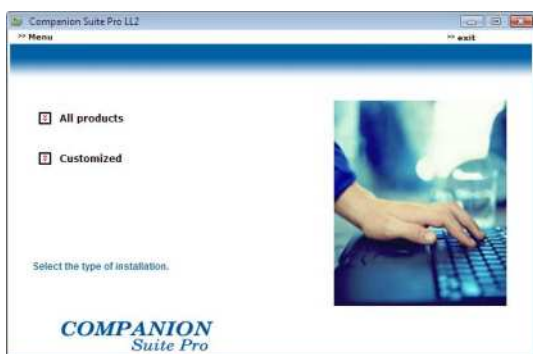 Companion Suite Pro LL2
>> Menu
>> exit
All products
Customized
Select the type of installation.
COMPANION
Suite Pro